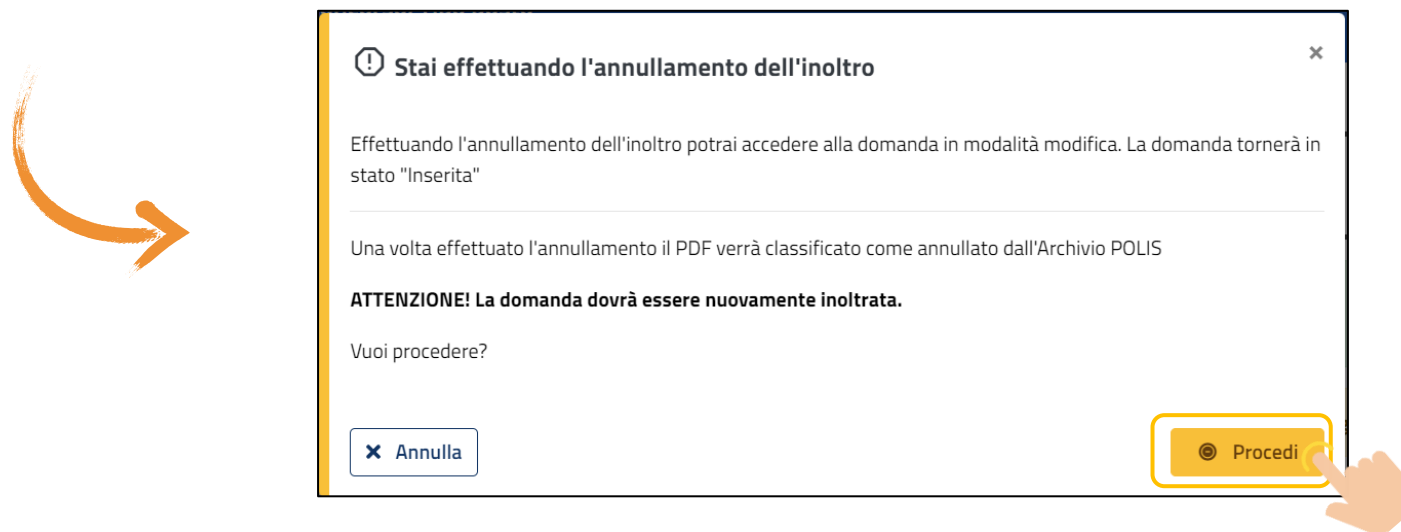 Stai effettuando l'annullamento dell'inoltro
Effettuando l'annullamento dell'inoltro potrai accedere alla domanda in modalità modifica. La domanda tornerà in
stato "Inserita"
Una volta effettuato l'annullamento il PDF verrà classificato come annullato dall'Archivio POLIS
ATTENZIONE! La domanda dovrà essere nuovamente inoltrata.
Vuoi procedere?
Annulla
Procedi